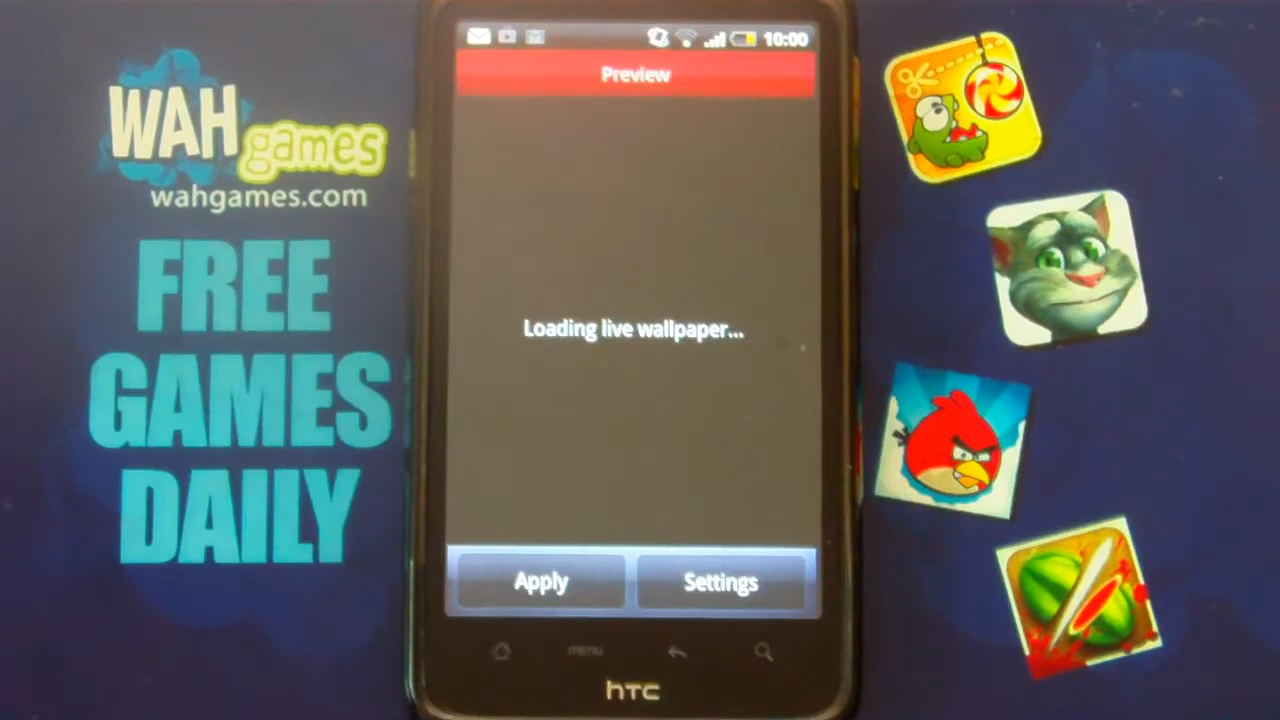 WAH
games
wahgames.com
FREE
GAMES
DAILY
10:00
Preview
Loading live wallpaper...
Apply
Settings
menu
hTC